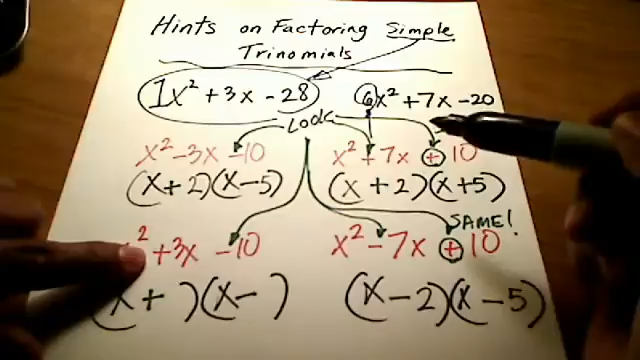 Hints on Factoring Simple
Trinomials
1x² + 3x - 28
6x² + 7x - 20
Look
x² - 3x - 10
x² + 7x + 10
(x + 2)(x - 5)
(x + 2)(x + 5)
SAME!
² + 3x - 10
x² - 7x + 10
(x + )(x - )
(x - 2)(x - 5)